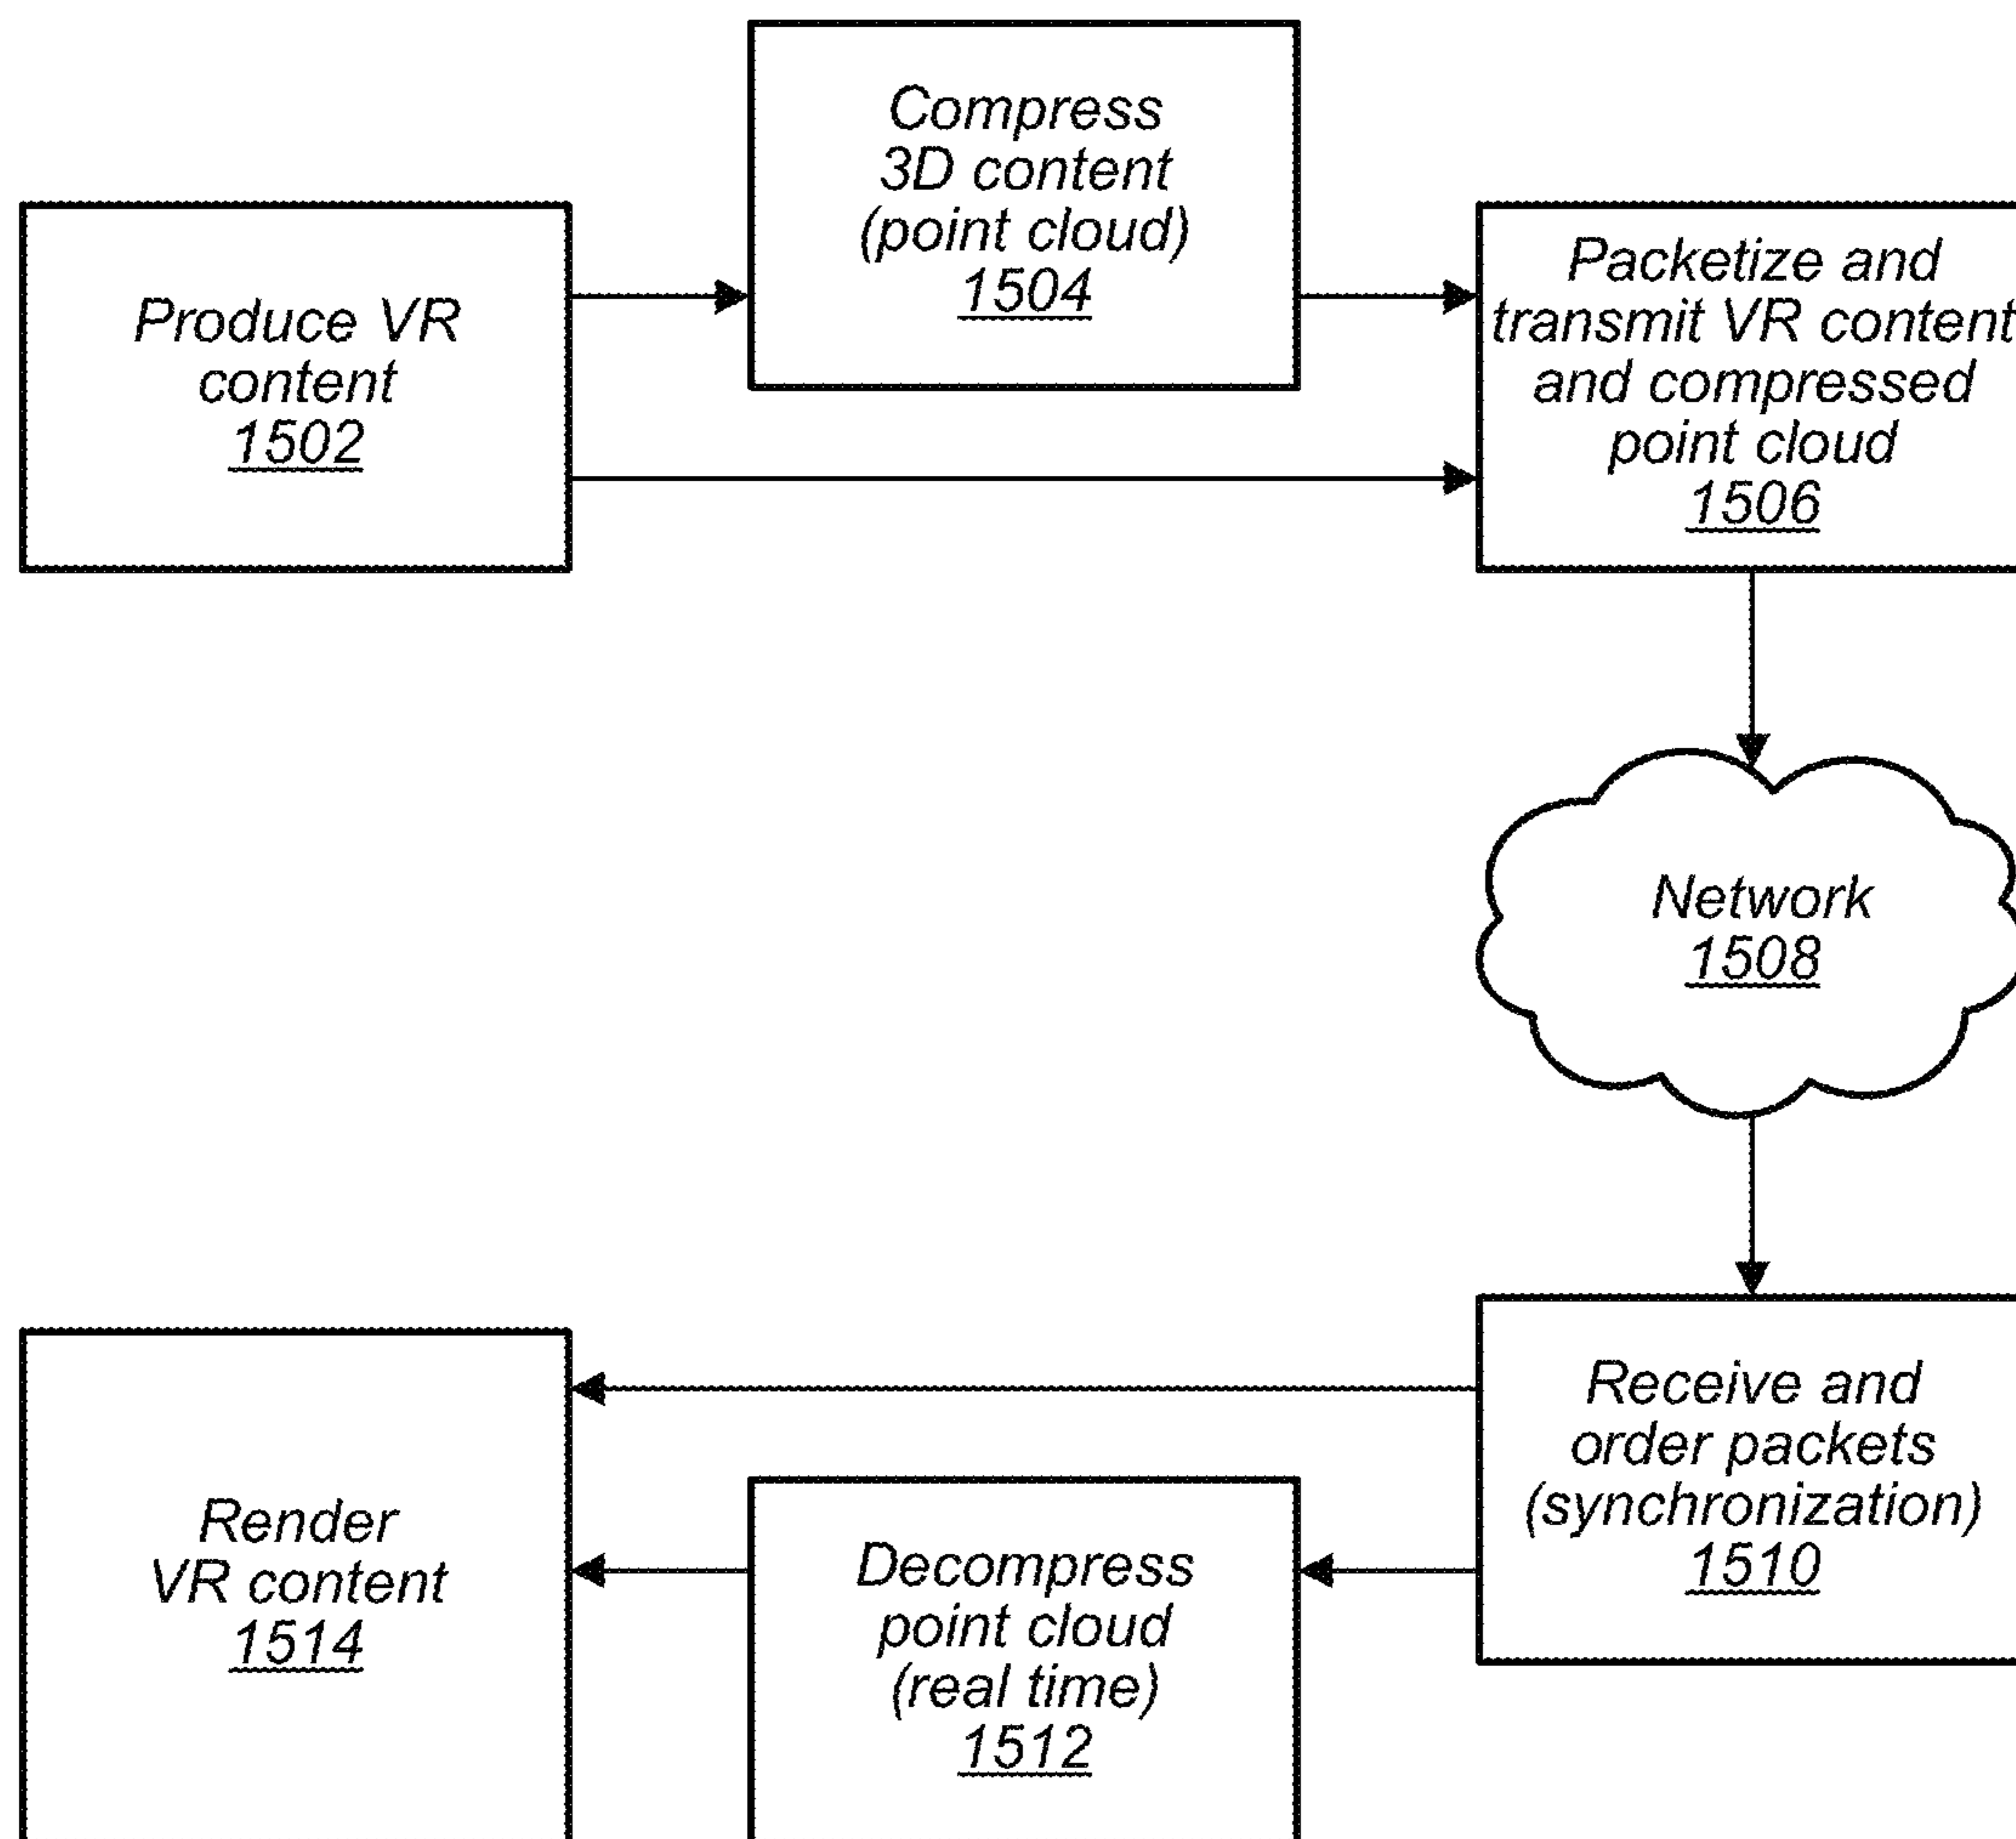 Compress
3D content
(point cloud)
1504
Produce VR
content
1502
Packetize and
transmit VR content
and compressed
point cloud
1506
Network
1508
Receive and
order packets
(synchronization)
1510
Render
VR content
1514
Decompress
point cloud
(real time)
1512